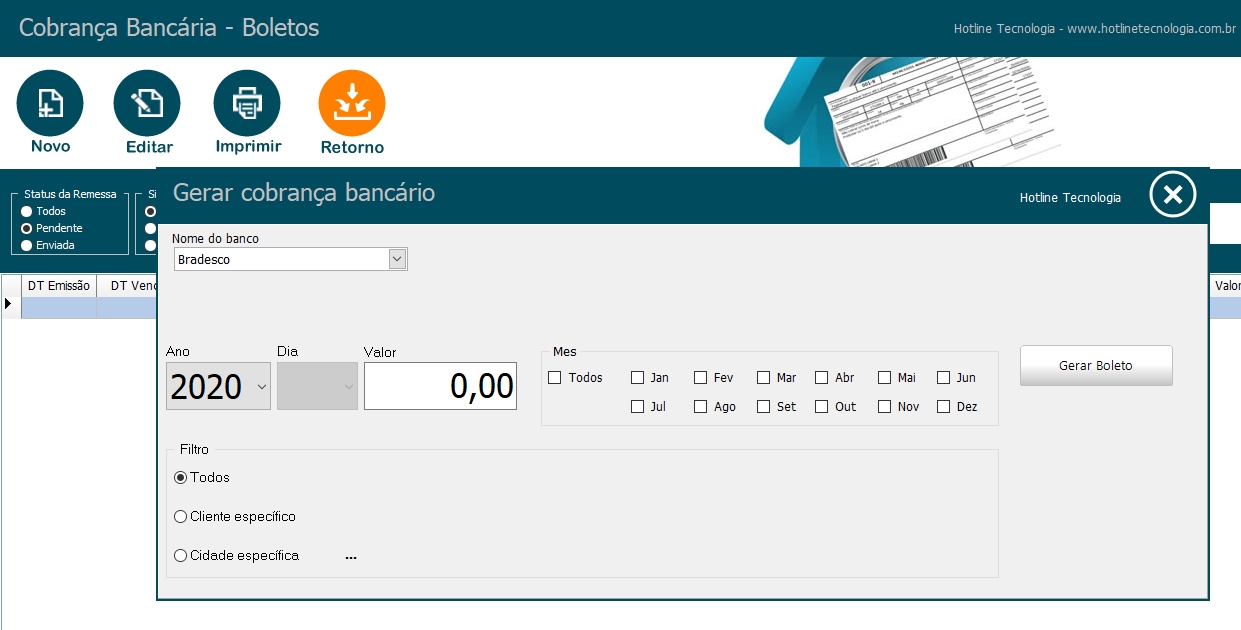 Cobrança Bancária - Boletos
Hotline Tecnologia - www.hotlinetecnologia.com.br
Novo
Editar
Imprimir
Retorno
Status da Remessa
Todos
Pendente
Enviada
Gerar cobrança bancário
Hotline Tecnologia
Nome do banco
Bradesco
DT Emissão
DT Venc
Valor
Ano
Dia
Valor
2020
0,00
Mes
Todos
Jan
Fev
Mar
Abr
Mai
Jun
Jul
Ago
Set
Out
Nov
Dez
Gerar Boleto
Filtro
Todos
Cliente específico
Cidade específica
...